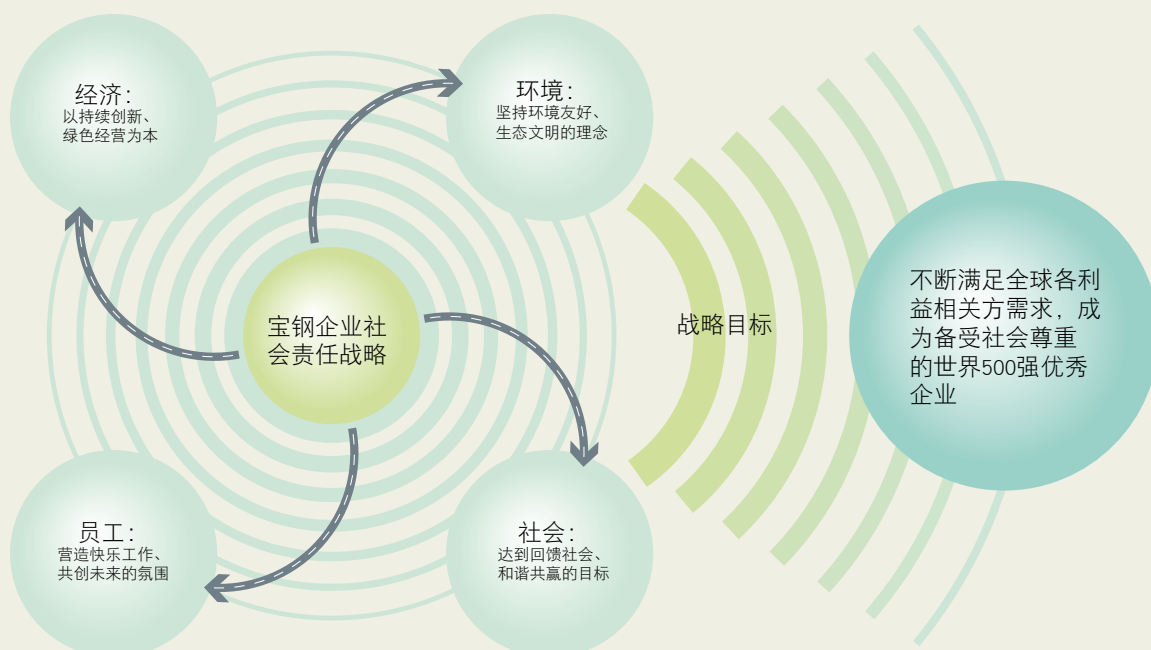 经济：
以持续创新、
绿色经营为本
环境：
坚持环境友好、
生态文明的理念
宝钢企业社
会责任战略
战略目标
不断满足全球各利
益相关方需求，成
为备受社会尊重
的世界500强优秀
企业
员工：
营造快乐工作、
共创未来的氛围
社会：
达到回馈社会、
和谐共赢的目标